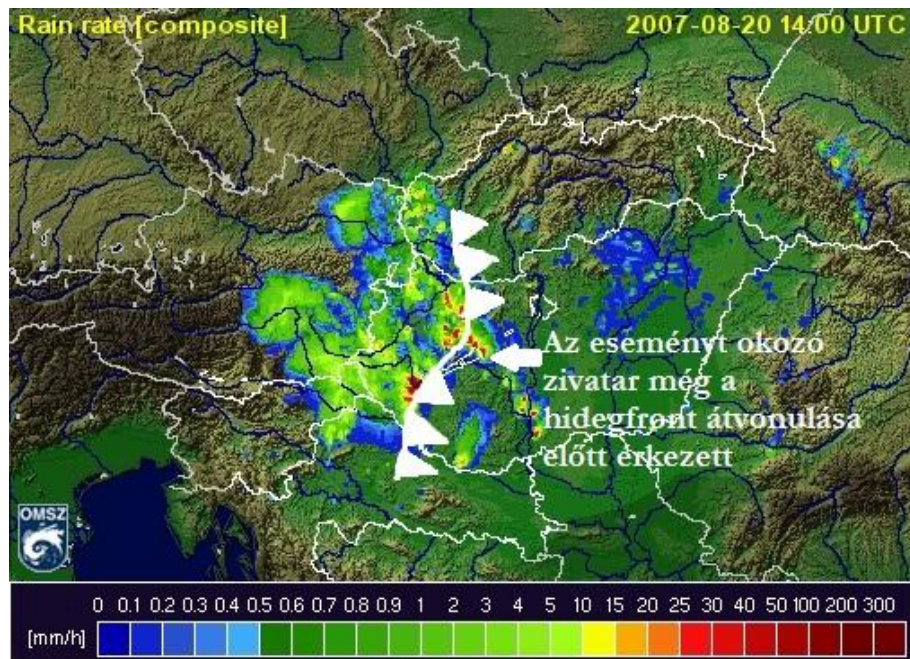 Rain rate [composite] 2007-08-20 14:00 UTC
Az eseményt okozó
zivatar még a
hidegfront átvonulása
előtt érkezett
OMSZ
0 0.1 0.2 0.3 0.4 0.5 0.6 0.7 0.8 0.9 1 2 3 4 5 10 15 20 25 30 40 50 100 200 300
[mm/h]